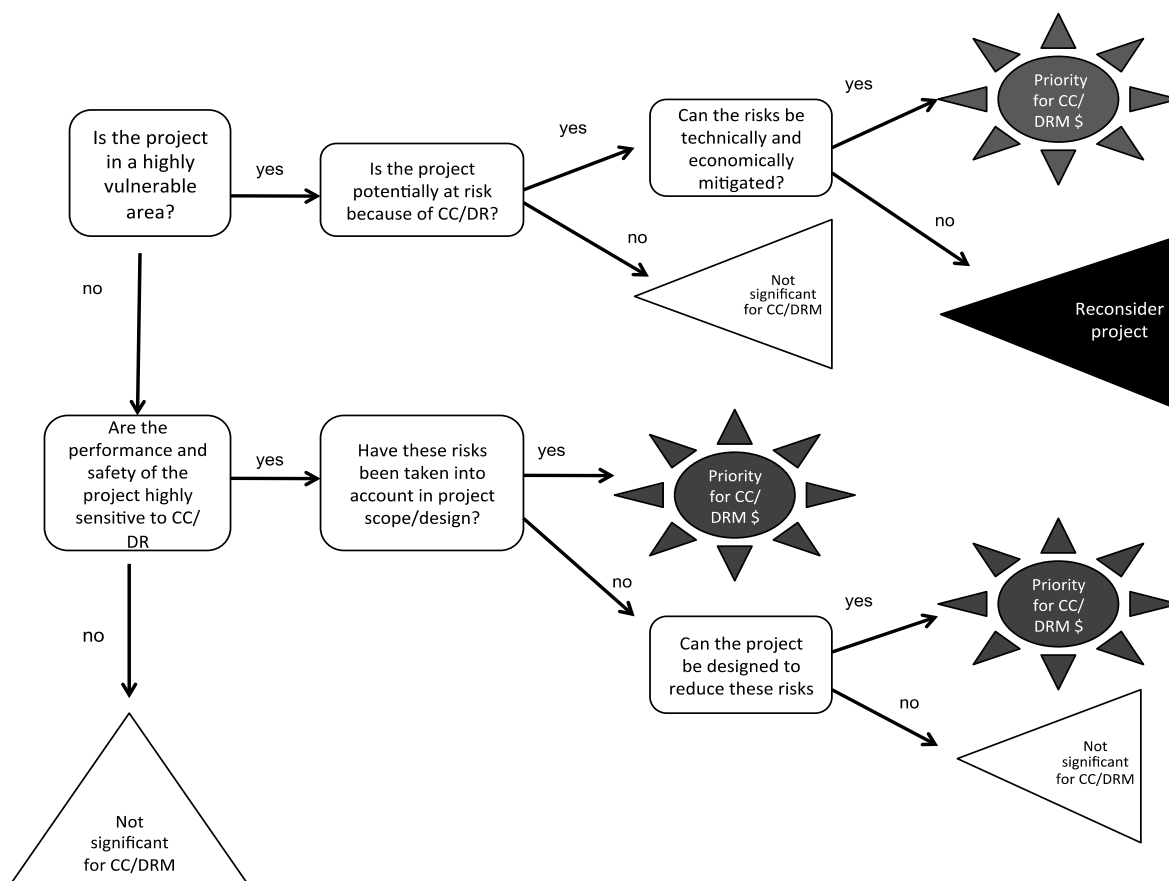 Is the project
in a highly
vulnerable
area?
yes
Is the project
potentially at risk
because of CC/DR?
yes
Can the risks be
technically and
economically
mitigated?
yes
Priority
for CC/
DRM $
no
Not
significant
for CC/DRM
no
Reconsider
project
no
Are the
performance and
safety of the
project highly
sensitive to CC/
DR
yes
Have these risks
been taken into
account in project
scope/design?
yes
Priority
for CC/
DRM $
no
Can the project
be designed to
reduce these risks
yes
Priority
for CC/
DRM $
no
Not
significant
for CC/DRM
no
Not
significant
for CC/DRM